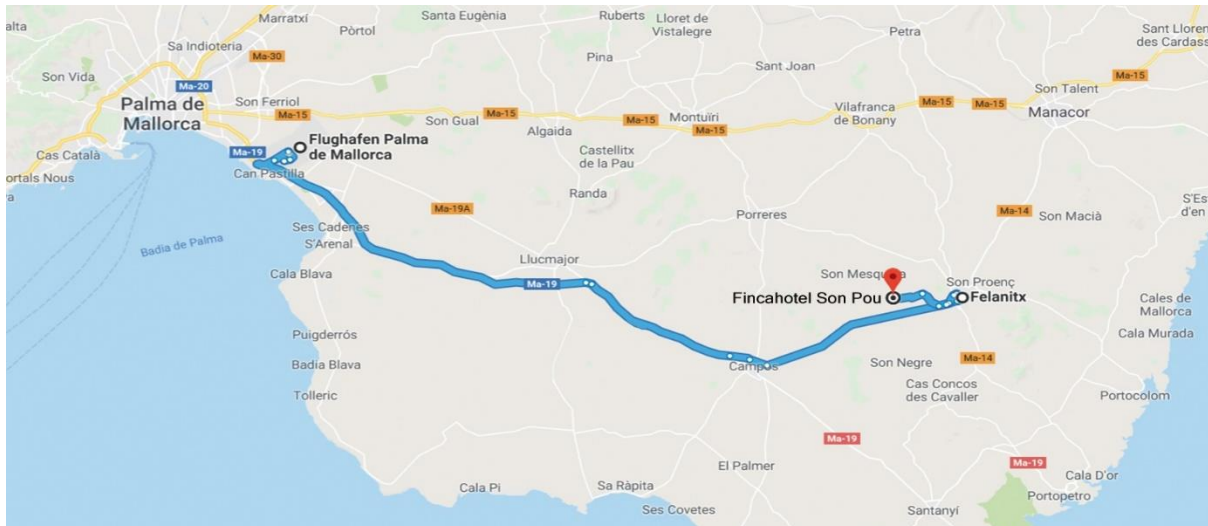 Marratxí
Santa Eugènia
Ruberts
Lloret de
Vistalegre
Petra
Sant Lloren
des Cardass
alta
Sa Indioteria
Pòrtol
Pina
Sant Joan
Ma-30
Ma-15
Son Vida
Ma-20
Son Ferriol
Ma-15
Son Gual
Ma-15
Algaida
Ma-15
Montuïri
Ma-15
Vilafranca
de Bonany
Ma-15
Ma-15
Son Talent
Manacor
Palma de
Mallorca
Flughafen Palma
de Mallorca
Cas Català
Ma-19
Can Pastilla
Castellitx
de la Pau
ortals Nous
va
Randa
S'Es
d'en
Ma-19A
Porreres
Ma-14
Son Macià
Ses Cadenes
S'Arenal
Badia de Palma
Cala Blava
Llucmajor
Ma-19
Son Proenç
Fincahotel Son Pou
Felanitx
Cales de
Mallorca
Cala Murada
Puigderrós
Badia Blava
Campos
Son Negre
Ma-14
Tolleric
Cas Concos
des Cavaller
Portocolom
Ma-19
El Palmer
Ma-19
Cala D'or
Cala Pi
Sa Ràpita
Ses Covetes
Santanyí
Portopetro